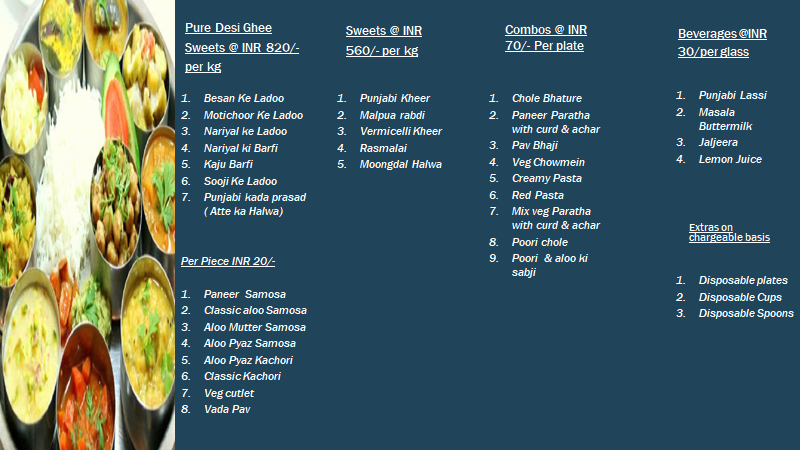 Pure Desi Ghee
Sweets @ INR 820/-
per kg
1. Besan Ke Ladoo
2. Motichoor Ke Ladoo
3. Nariyal ke Ladoo
4. Nariyal ki Barfi
5. Kaju Barfi
6. Sooji Ke Ladoo
7. Punjabi kada prasad
( Atte ka Halwa)
Per Piece INR 20/-
1. Paneer Samosa
2. Classic aloo Samosa
3. Aloo Mutter Samosa
4. Aloo Pyaz Samosa
5. Aloo Pyaz Kachori
6. Classic Kachori
7. Veg cutlet
8. Vada Pav
Sweets @ INR
560/- per kg
1. Punjabi Kheer
2. Malpua rabdi
3. Vermicelli Kheer
4. Rasmalai
5. Moongdal Halwa
Combos @ INR
70/- Per plate
1. Chole Bhature
2. Paneer Paratha
with curd & achar
3. Pav Bhaji
4. Veg Chowmein
5. Creamy Pasta
6. Red Pasta
7. Mix veg Paratha
with curd & achar
8. Poori chole
9. Poori & aloo ki
sabji
Beverages @INR
30/per glass
1. Punjabi Lassi
2. Masala
Buttermilk
3. Jaljeera
4. Lemon Juice
Extras on
chargeable basis
1. Disposable plates
2. Disposable Cups
3. Disposable Spoons